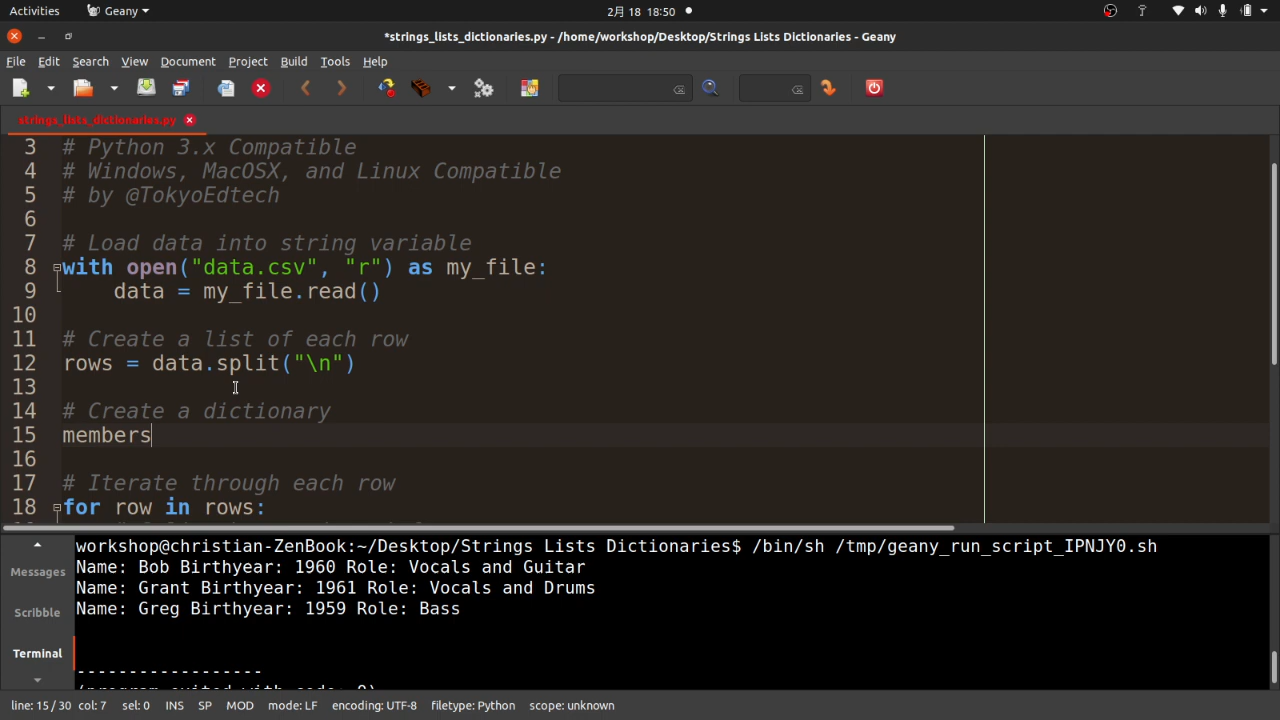 Activities Geany 2月 18 18:50
*strings_lists_dictionaries.py - /home/workshop/Desktop/Strings Lists Dictionaries - Geany
File Edit Search View Document Project Build Tools Help
strings_lists_dictionaries.py
3 # Python 3.x Compatible
4 # Windows, MacOSX, and Linux Compatible
5 # by @TokyoEdtech
6
7 # Load data into string variable
8 with open("data.csv", "r") as my_file:
9 data = my_file.read()
10
11 # Create a list of each row
12 rows = data.split("\n")
13
14 # Create a dictionary
15 members
16
17 # Iterate through each row
18 for row in rows:
Messages
Scribble
Terminal
workshop@christian-ZenBook:~/Desktop/Strings Lists Dictionaries$ /bin/sh /tmp/geany_run_script_IPNJY0.sh
Name: Bob Birthyear: 1960 Role: Vocals and Guitar
Name: Grant Birthyear: 1961 Role: Vocals and Drums
Name: Greg Birthyear: 1959 Role: Bass
------------------
(program exited with code: 0)
line: 15 / 30 col: 7 sel: 0 INS SP MOD mode: LF encoding: UTF-8 filetype: Python scope: unknown